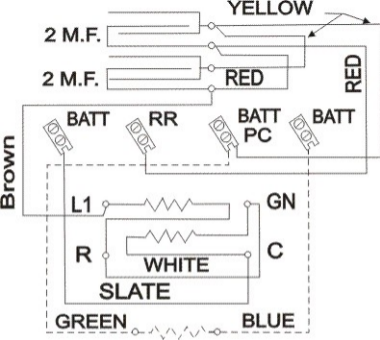 YELLOW
2 M.F.
2 M.F.
RED
RED
BATT
RR
BATT
PC
BATT
Brown
L1
GN
R
C
WHITE
SLATE
GREEN
BLUE